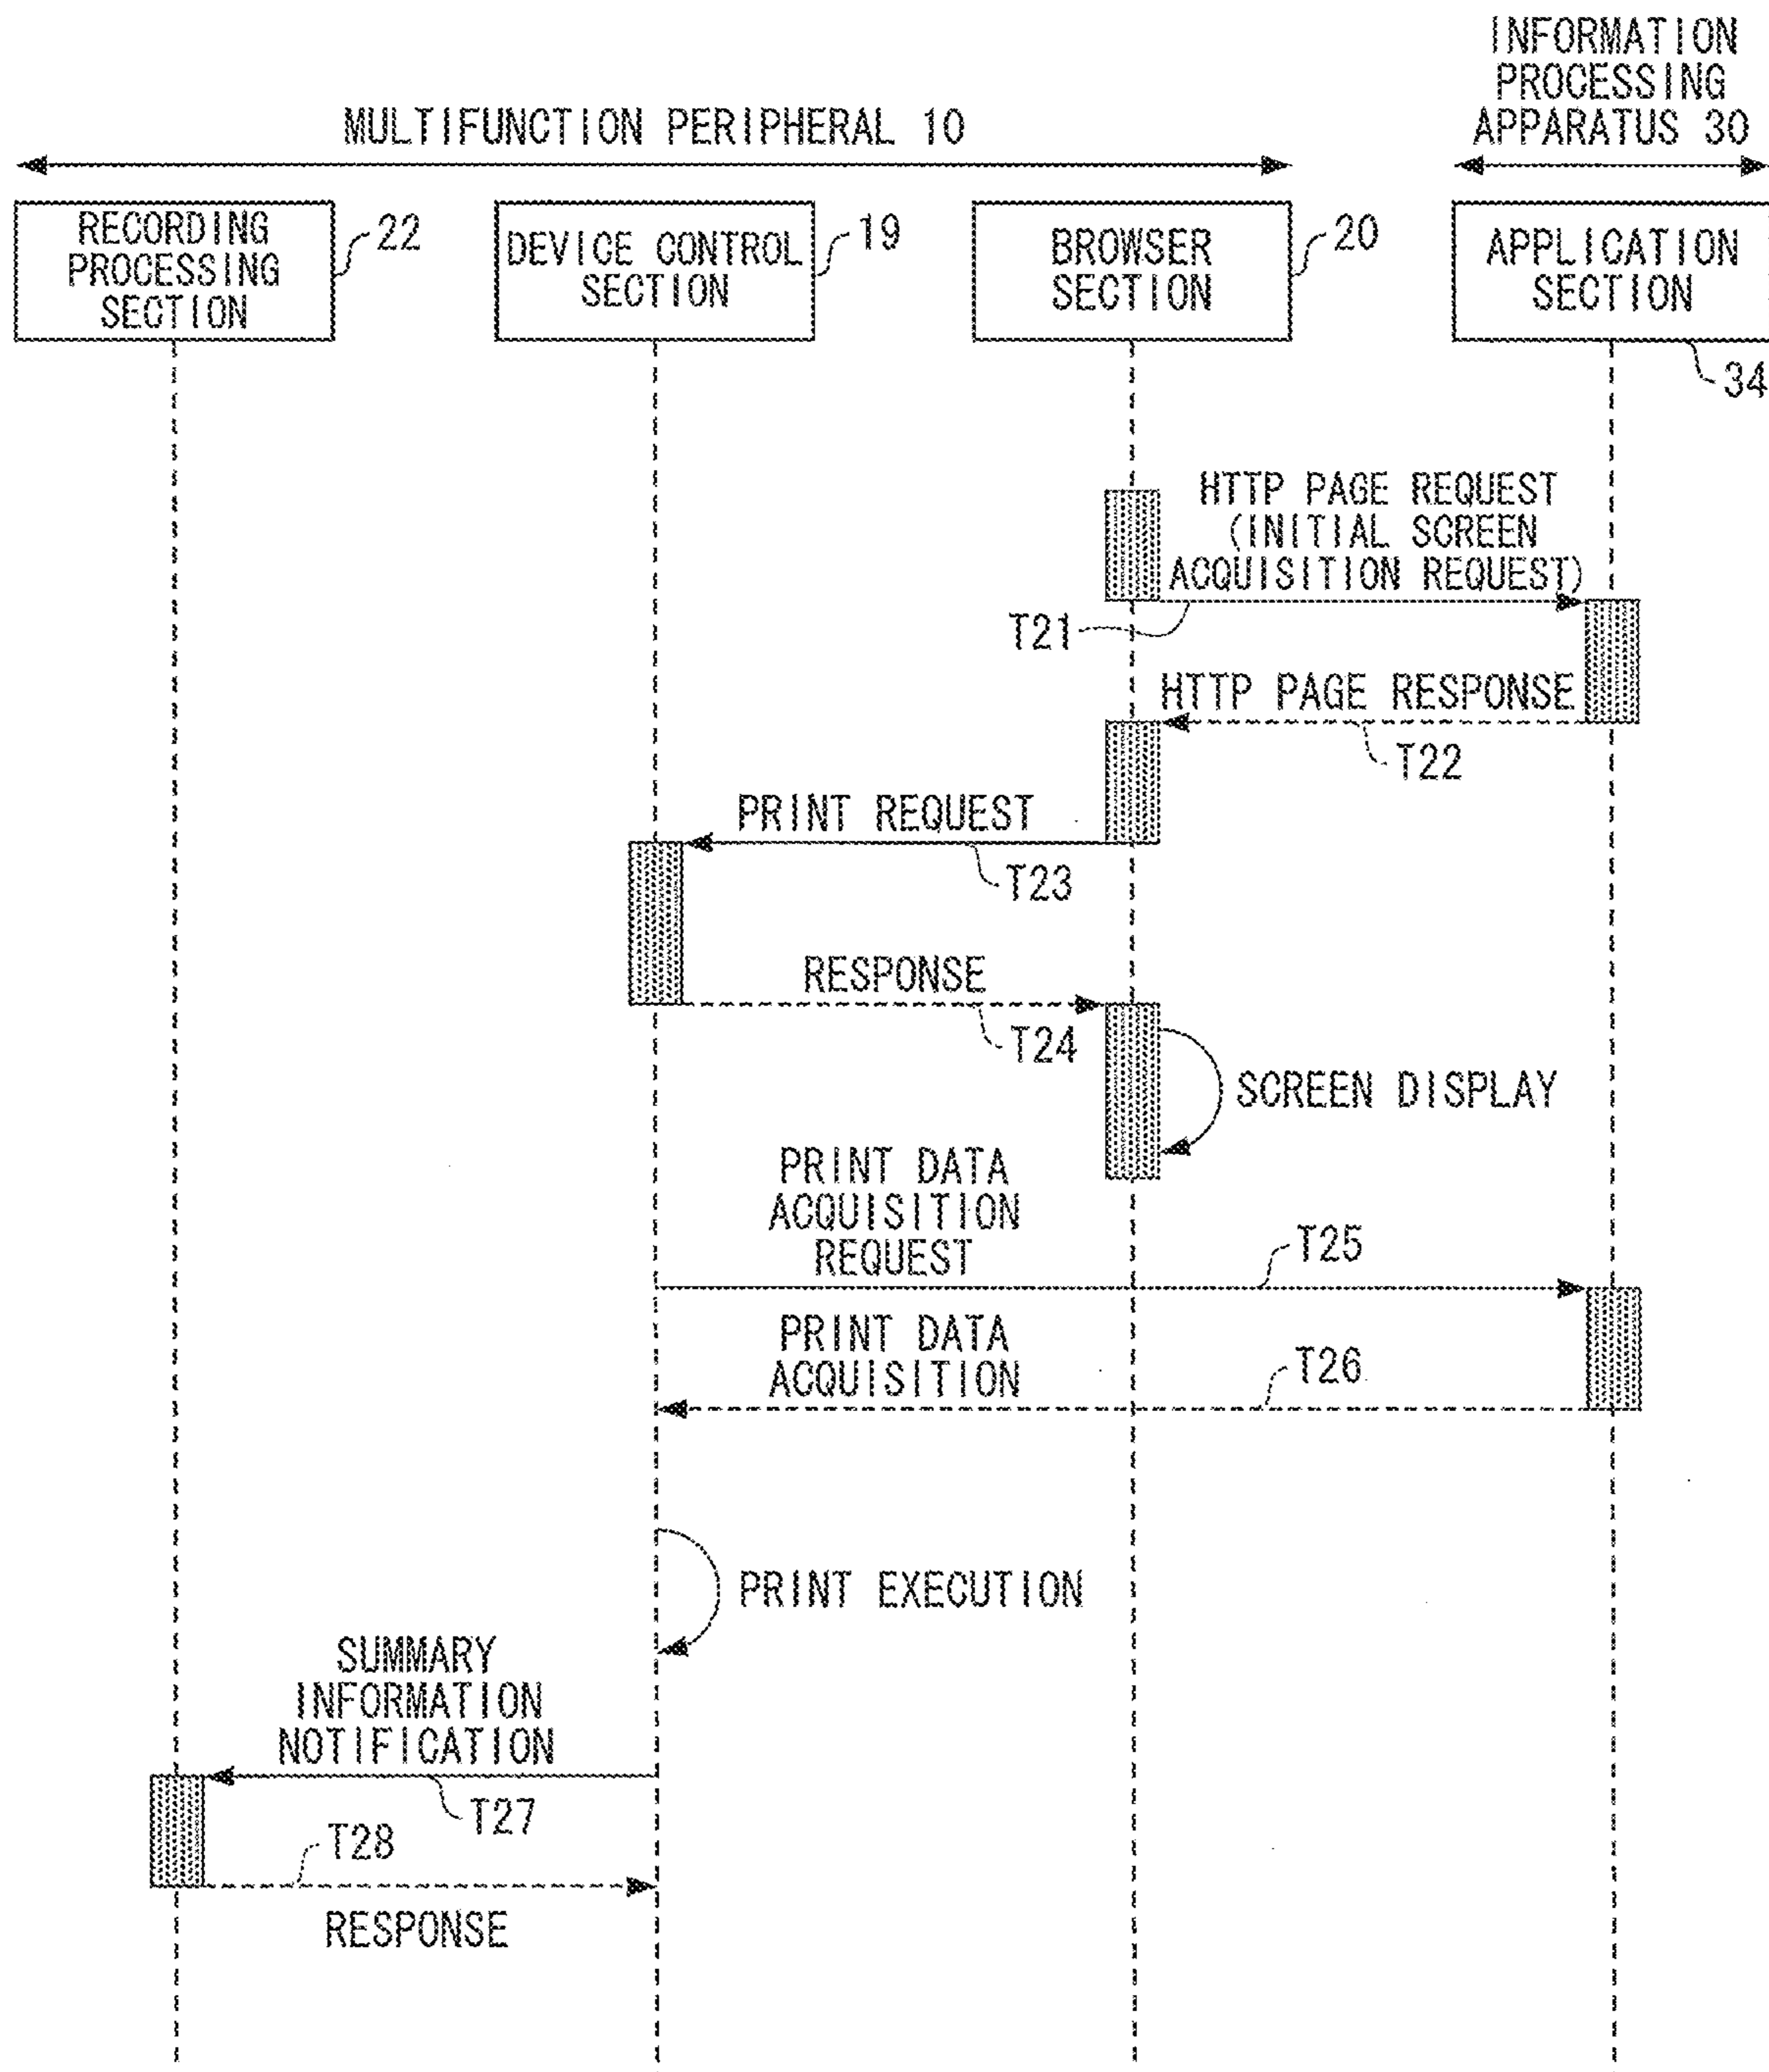 INFORMATION
PROCESSING
APPARATUS 30
MULTIFUNCTION PERIPHERAL 10
RECORDING
PROCESSING
SECTION
22
DEVICE CONTROL
SECTION
19
BROWSER
SECTION
20
APPLICATION
SECTION
34
HTTP PAGE REQUEST
(INITIAL SCREEN
ACQUISITION REQUEST)
T21
HTTP PAGE RESPONSE
T22
PRINT REQUEST
T23
RESPONSE
T24
SCREEN DISPLAY
PRINT DATA
ACQUISITION
REQUEST
T25
PRINT DATA
ACQUISITION
T26
PRINT EXECUTION
SUMMARY
INFORMATION
NOTIFICATION
T27
T28
RESPONSE